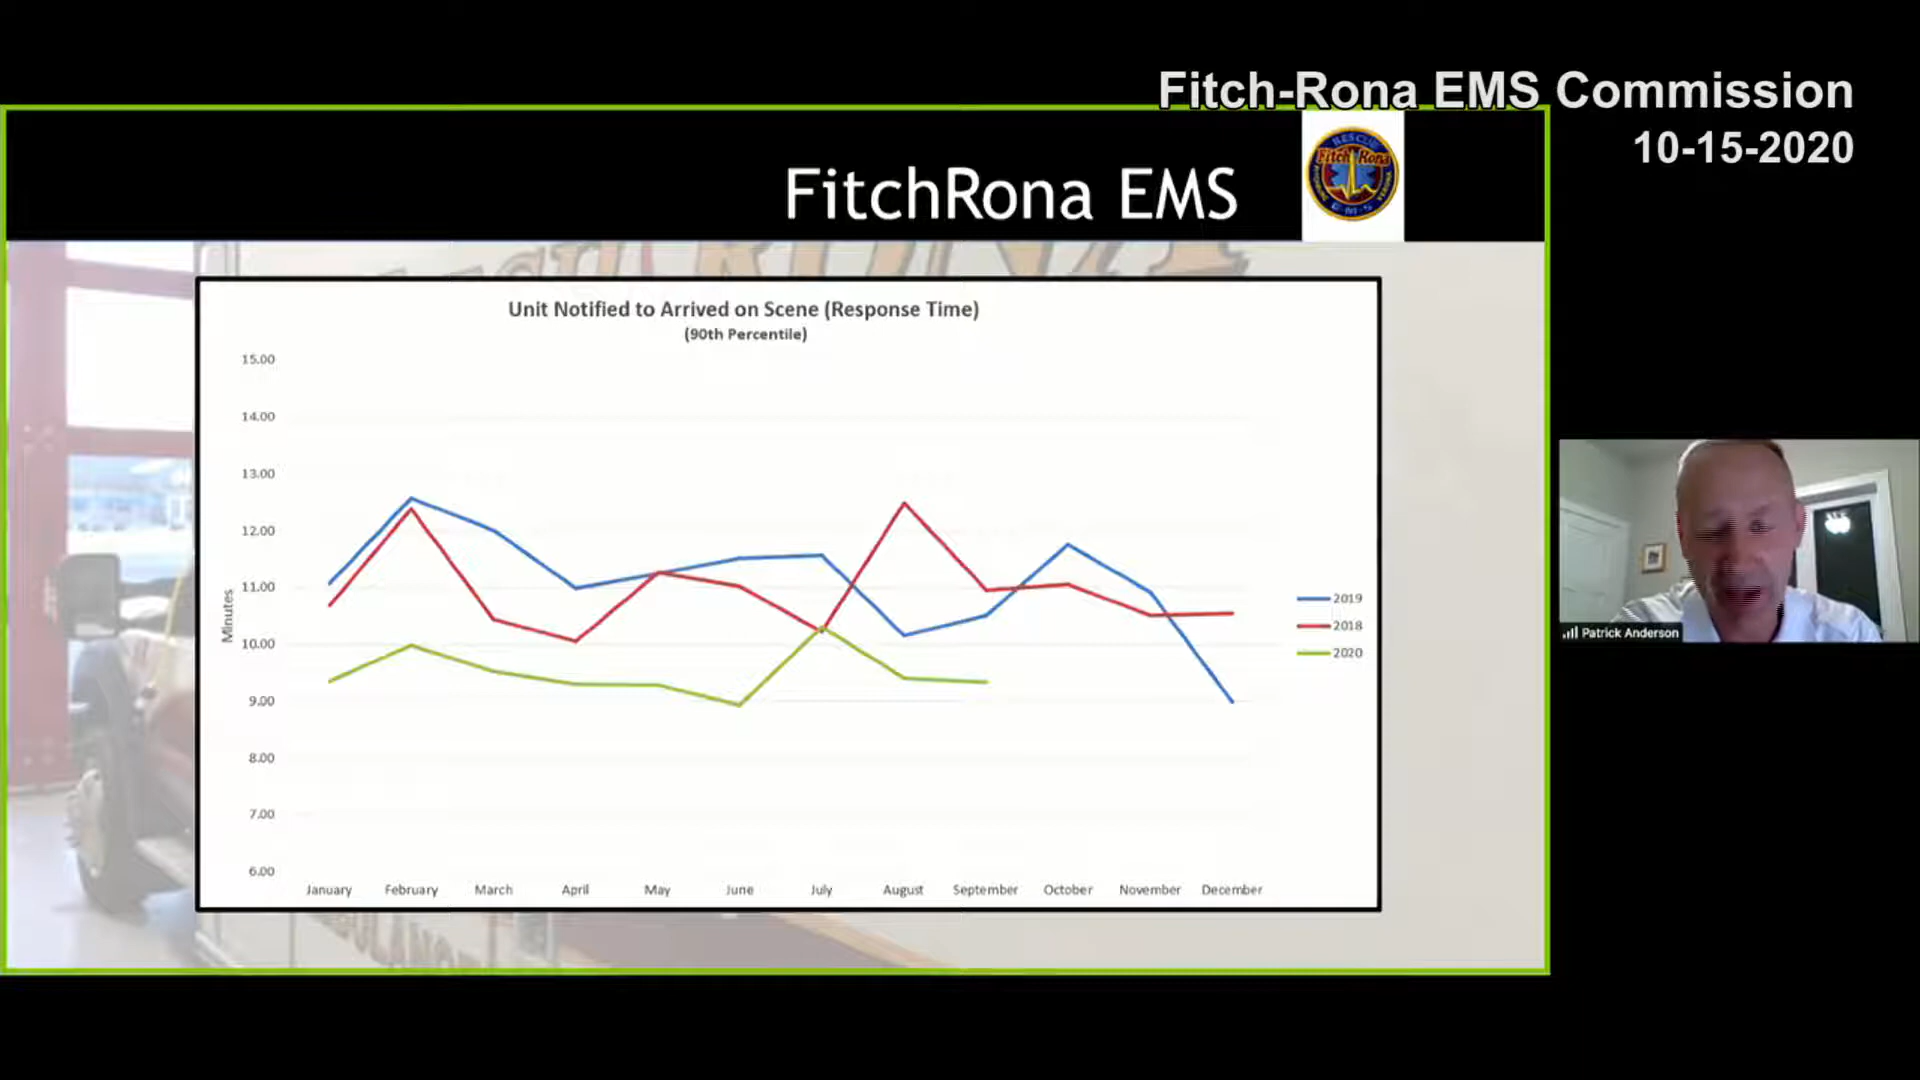 Fitch-Rona EMS Commission
10-15-2020
FitchRona EMS
RESCUE
Fitch Rona
E·M·S
Unit Notified to Arrived on Scene (Response Time)
(90th Percentile)
15.00
14.00
13.00
12.00
11.00
10.00
9.00
8.00
7.00
6.00
Minutes
January February March April May June July August September October November December
2019
2018
2020
Patrick Anderson